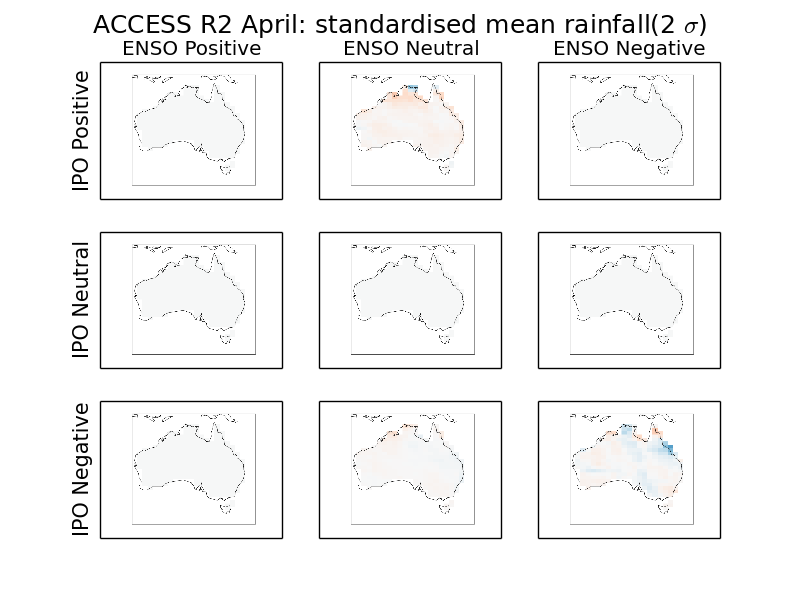 ACCESS R2 April: standardised mean rainfall(2 σ)
ENSO Positive ENSO Neutral ENSO Negative
IPO Positive
IPO Neutral
IPO Negative